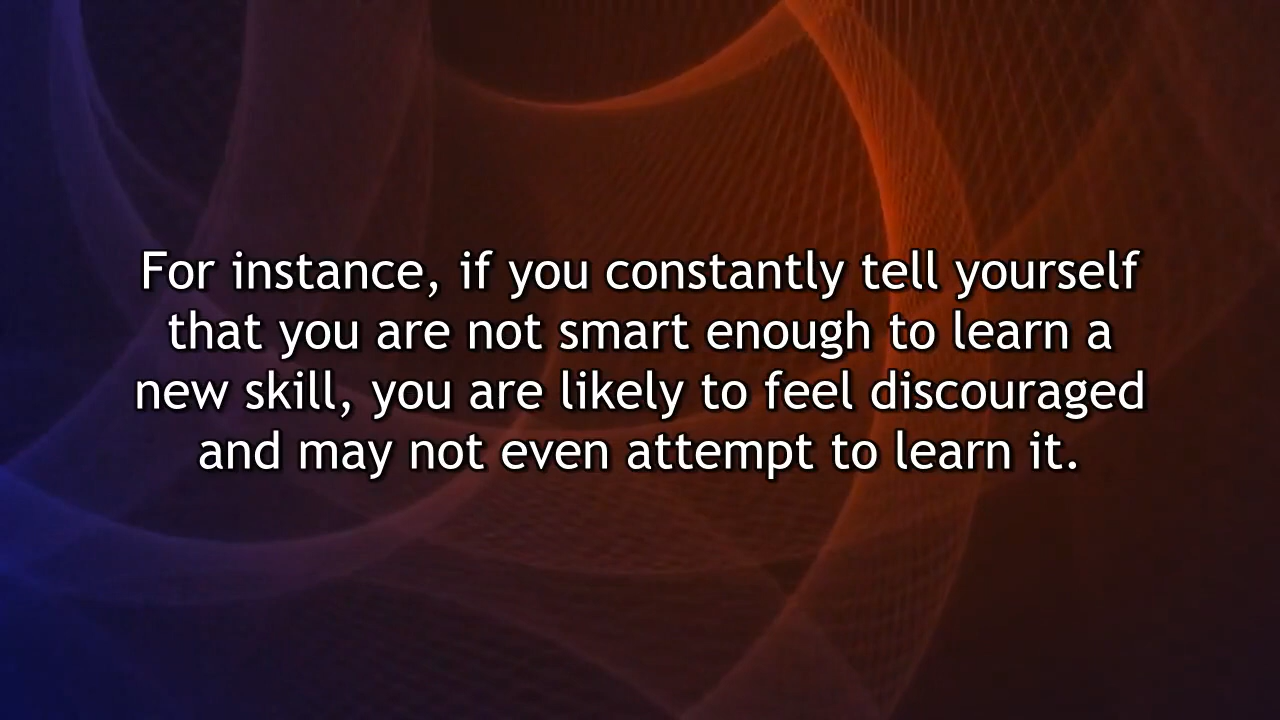 For instance, if you constantly tell yourself
that you are not smart enough to learn a
new skill, you are likely to feel discouraged
and may not even attempt to learn it.